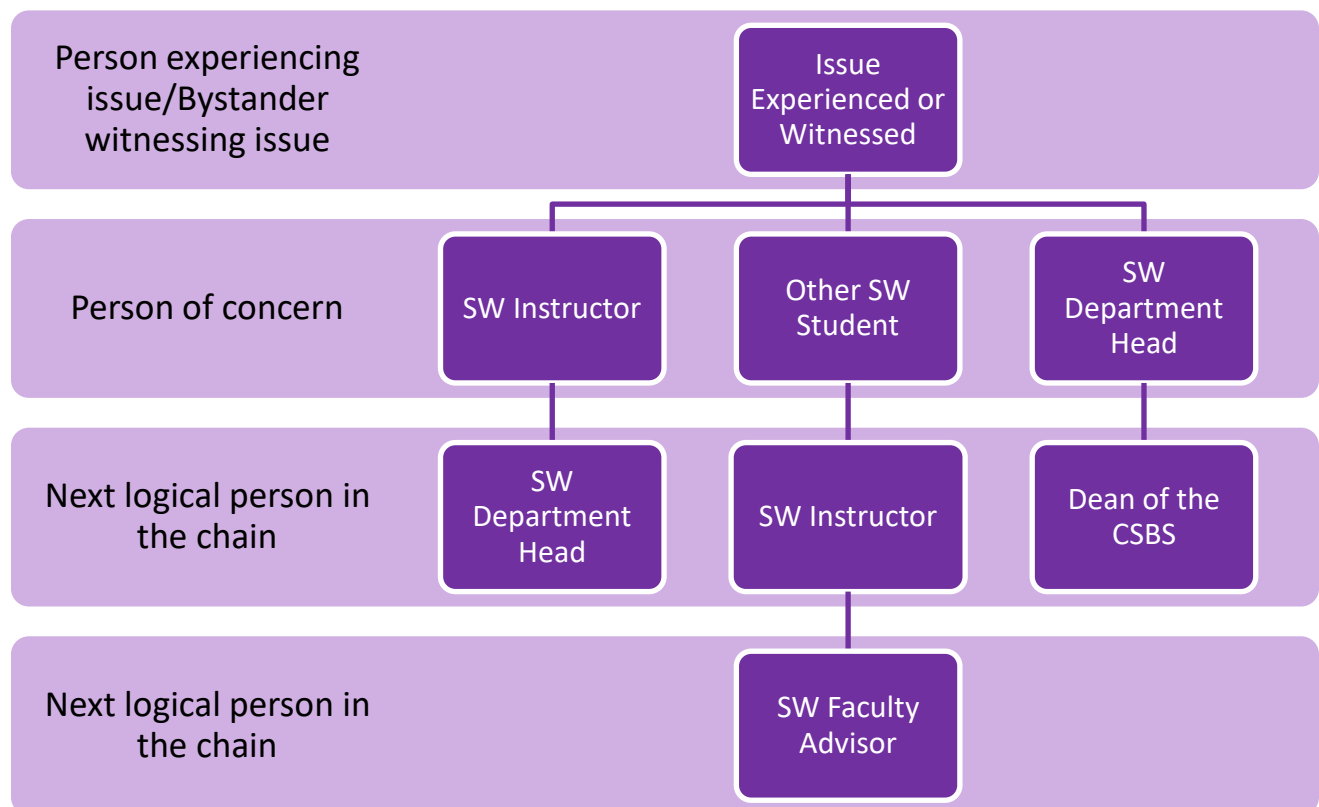 Person experiencing
issue/Bystander
witnessing issue
Issue
Experienced or
Witnessed
Person of concern
SW Instructor
Other SW
Student
SW
Department
Head
Next logical person in
the chain
SW
Department
Head
SW Instructor
Dean of the
CSBS
Next logical person in
the chain
SW Faculty
Advisor